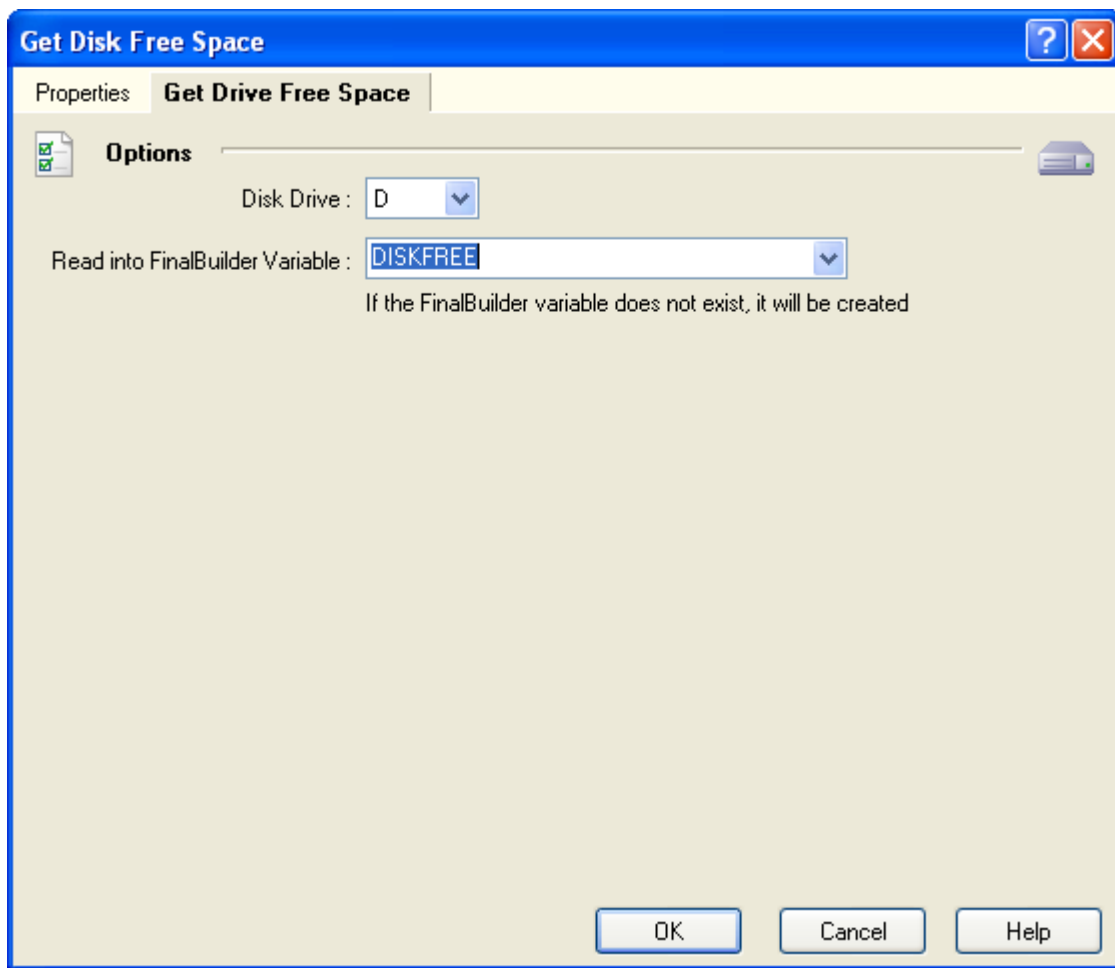 Get Disk Free Space
Properties Get Drive Free Space
Options
Disk Drive : D
Read into FinalBuilder Variable : DISKFREE
If the FinalBuilder variable does not exist, it will be created
OK Cancel Help